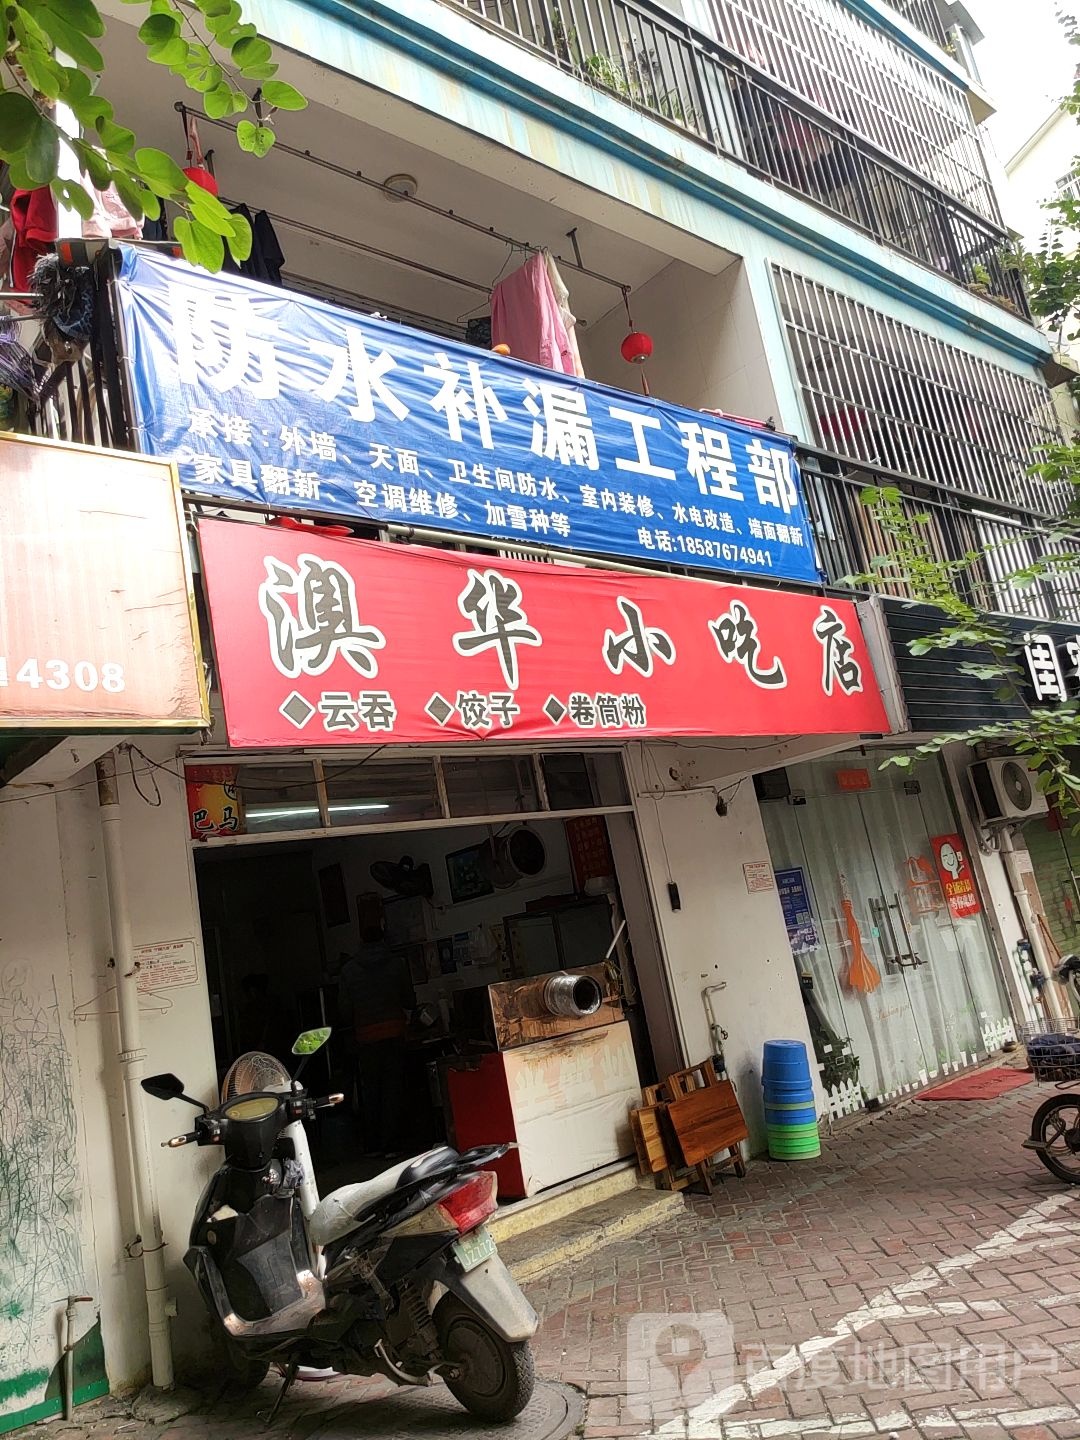 防水补漏工程部
承接：外墙、天面、卫生间防水、室内装修、水电改造、墙面翻新
家具翻新、空调维修、加雪种等
电话:18587674941
澳华小吃店
◆云吞 ◆饺子 ◆卷筒粉
14308
巴马
百度地图用户